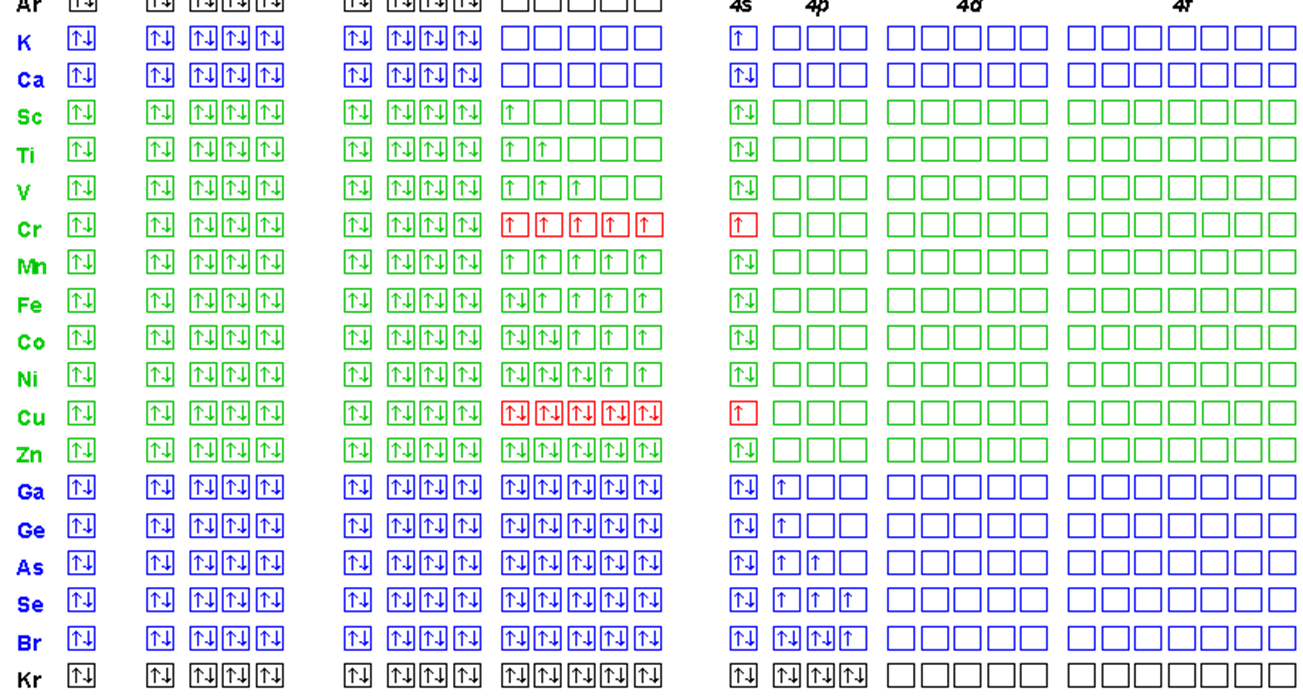 Ar ↑↓ ↑↓ ↑↓ ↑↓ ↑↓ ↑↓ ↑↓ ↑↓ ↑↓ 4s 4p 4d 4f
K ↑↓ ↑↓ ↑↓ ↑↓ ↑↓ ↑↓ ↑↓ ↑↓ ↑↓ ↑
Ca ↑↓ ↑↓ ↑↓ ↑↓ ↑↓ ↑↓ ↑↓ ↑↓ ↑↓ ↑↓
Sc ↑↓ ↑↓ ↑↓ ↑↓ ↑↓ ↑↓ ↑↓ ↑↓ ↑↓ ↑ ↑↓
Ti ↑↓ ↑↓ ↑↓ ↑↓ ↑↓ ↑↓ ↑↓ ↑↓ ↑↓ ↑ ↑ ↑↓
V ↑↓ ↑↓ ↑↓ ↑↓ ↑↓ ↑↓ ↑↓ ↑↓ ↑↓ ↑ ↑ ↑ ↑↓
Cr ↑↓ ↑↓ ↑↓ ↑↓ ↑↓ ↑↓ ↑↓ ↑↓ ↑↓ ↑ ↑ ↑ ↑ ↑ ↑
Mn ↑↓ ↑↓ ↑↓ ↑↓ ↑↓ ↑↓ ↑↓ ↑↓ ↑↓ ↑ ↑ ↑ ↑ ↑ ↑↓
Fe ↑↓ ↑↓ ↑↓ ↑↓ ↑↓ ↑↓ ↑↓ ↑↓ ↑↓ ↑↓ ↑ ↑ ↑ ↑ ↑↓
Co ↑↓ ↑↓ ↑↓ ↑↓ ↑↓ ↑↓ ↑↓ ↑↓ ↑↓ ↑↓ ↑↓ ↑ ↑ ↑ ↑↓
Ni ↑↓ ↑↓ ↑↓ ↑↓ ↑↓ ↑↓ ↑↓ ↑↓ ↑↓ ↑↓ ↑↓ ↑↓ ↑ ↑ ↑↓
Cu ↑↓ ↑↓ ↑↓ ↑↓ ↑↓ ↑↓ ↑↓ ↑↓ ↑↓ ↑↓ ↑↓ ↑↓ ↑↓ ↑↓ ↑
Zn ↑↓ ↑↓ ↑↓ ↑↓ ↑↓ ↑↓ ↑↓ ↑↓ ↑↓ ↑↓ ↑↓ ↑↓ ↑↓ ↑↓ ↑↓
Ga ↑↓ ↑↓ ↑↓ ↑↓ ↑↓ ↑↓ ↑↓ ↑↓ ↑↓ ↑↓ ↑↓ ↑↓ ↑↓ ↑↓ ↑↓ ↑
Ge ↑↓ ↑↓ ↑↓ ↑↓ ↑↓ ↑↓ ↑↓ ↑↓ ↑↓ ↑↓ ↑↓ ↑↓ ↑↓ ↑↓ ↑↓ ↑
As ↑↓ ↑↓ ↑↓ ↑↓ ↑↓ ↑↓ ↑↓ ↑↓ ↑↓ ↑↓ ↑↓ ↑↓ ↑↓ ↑↓ ↑↓ ↑ ↑
Se ↑↓ ↑↓ ↑↓ ↑↓ ↑↓ ↑↓ ↑↓ ↑↓ ↑↓ ↑↓ ↑↓ ↑↓ ↑↓ ↑↓ ↑↓ ↑ ↑ ↑
Br ↑↓ ↑↓ ↑↓ ↑↓ ↑↓ ↑↓ ↑↓ ↑↓ ↑↓ ↑↓ ↑↓ ↑↓ ↑↓ ↑↓ ↑↓ ↑↓ ↑↓ ↑
Kr ↑↓ ↑↓ ↑↓ ↑↓ ↑↓ ↑↓ ↑↓ ↑↓ ↑↓ ↑↓ ↑↓ ↑↓ ↑↓ ↑↓ ↑↓ ↑↓ ↑↓ ↑↓